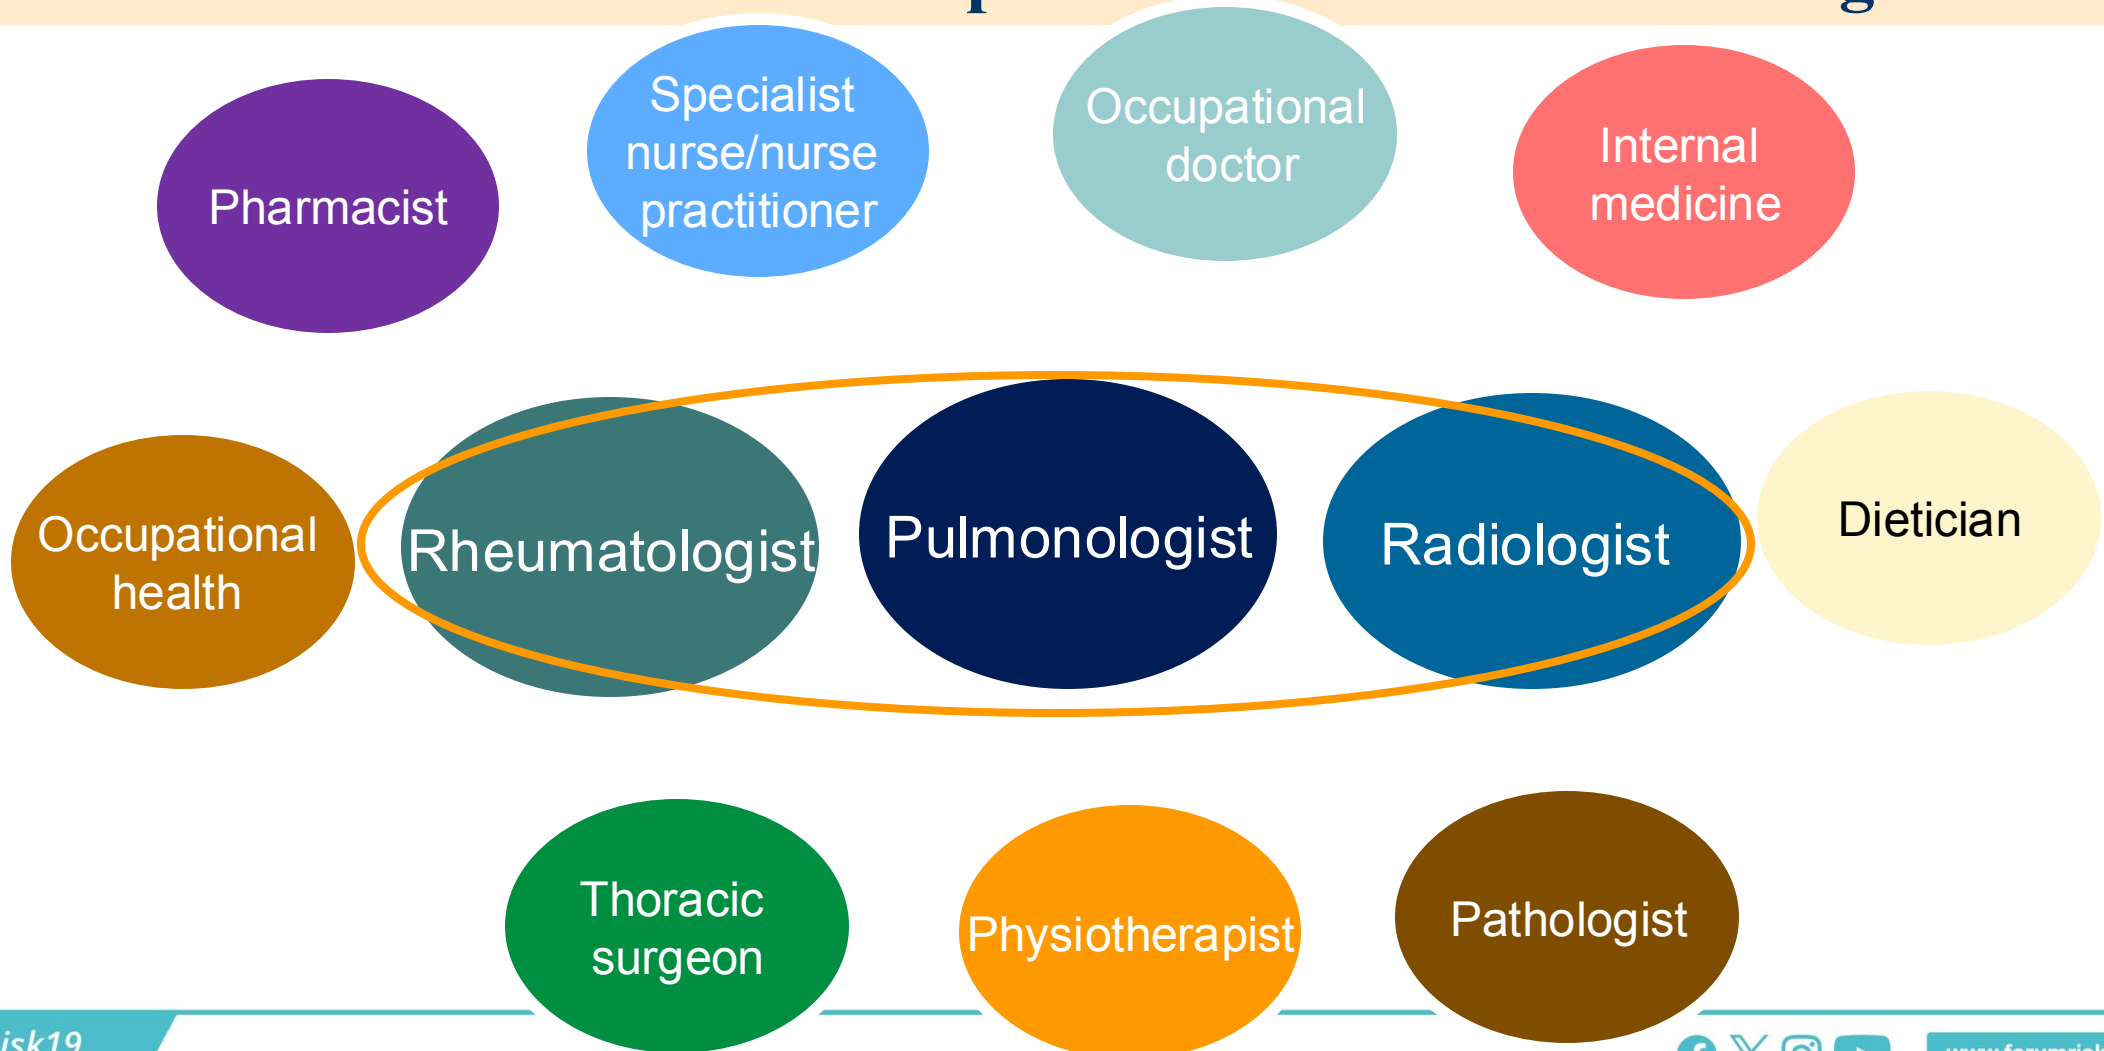 Pharmacist
Specialist
nurse/nurse
practitioner
Occupational
doctor
Internal
medicine
Occupational
health
Rheumatologist
Pulmonologist
Radiologist
Dietician
Thoracic
surgeon
Physiotherapist
Pathologist
isk19